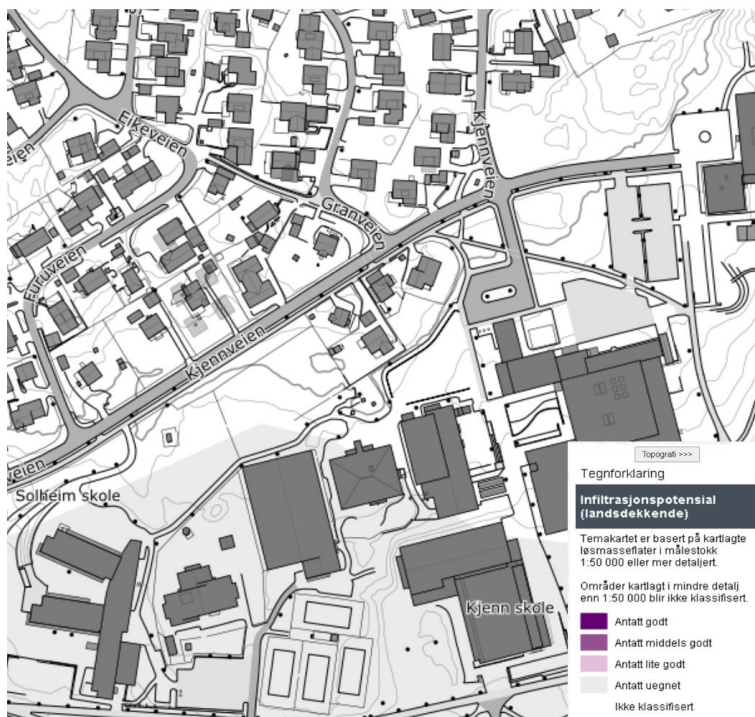 Eikeveien
Kjennveien
eien
Granveien
Furuveien
Kjennveien
veien
Solheim skole
Kjenn skole
Topografi >>>
Tegnforklaring
Infiltrasjonspotensial
(landsdekkende)
Temakartet er basert på kartlagte
løsmasseflater i målestokk
1:50 000 eller mer detaljert.
Områder kartlagt i mindre detalj
enn 1:50 000 blir ikke klassifisert.
Antatt godt
Antatt middels godt
Antatt lite godt
Antatt uegnet
Ikke klassifisert